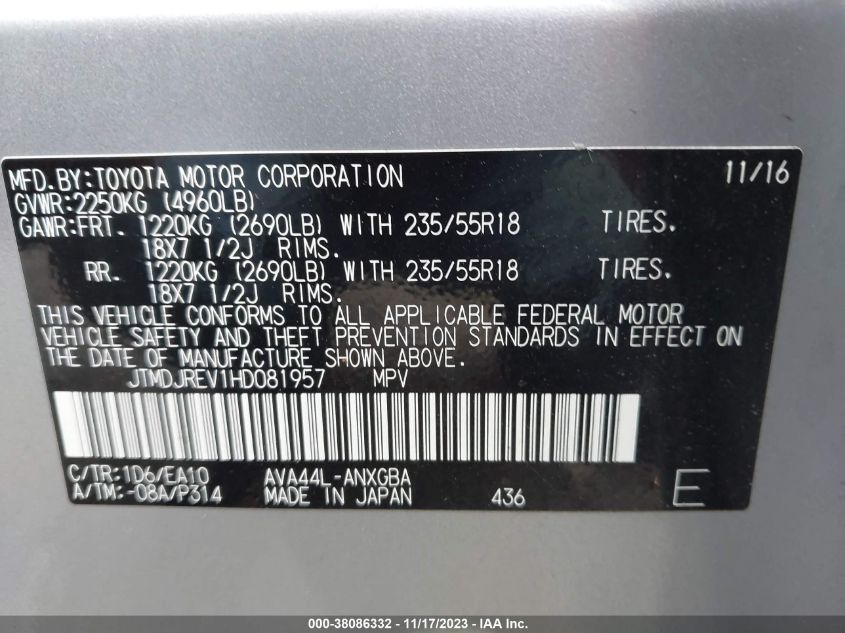 MFD.BY:TOYOTA MOTOR CORPORATION 11/16
GVWR:2250KG (4960LB)
GAWR:FRT. 1220KG (2690LB) WITH 235/55R18 TIRES.
18X7 1/2J RIMS.
RR. 1220KG (2690LB) WITH 235/55R18 TIRES.
18X7 1/2J RIMS.
THIS VEHICLE CONFORMS TO ALL APPLICABLE FEDERAL MOTOR
VEHICLE SAFETY AND THEFT PREVENTION STANDARDS IN EFFECT ON
THE DATE OF MANUFACTURE SHOWN ABOVE.
JTMDJREV1HD081957 MPV
C/TR:1D6/EA10 AVA44L-ANXGBA
A/TM:-08A/P314 MADE IN JAPAN 436 E
000-38086332 - 11/17/2023 - IAA Inc.